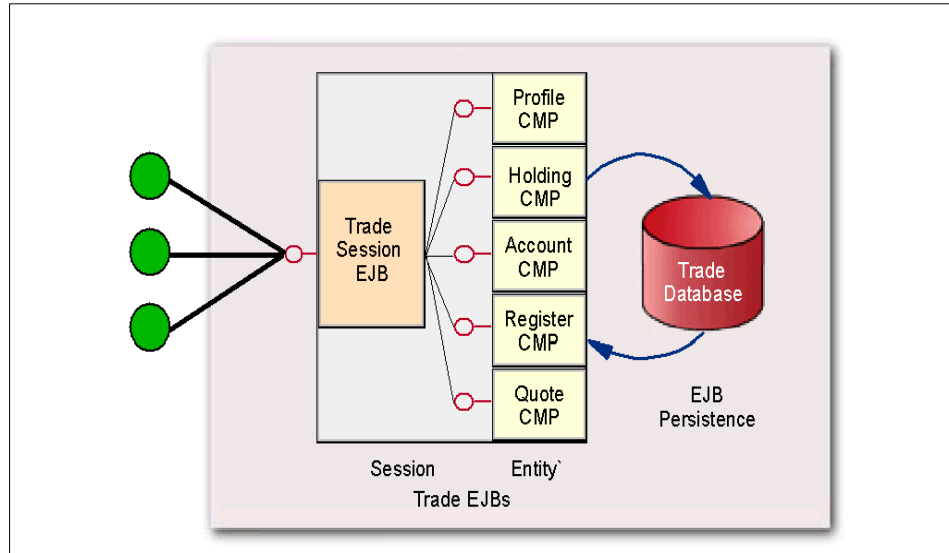 Profile
CMP
Holding
CMP
Trade
Session
EJB
Account
CMP
Register
CMP
Quote
CMP
Trade
Database
EJB
Persistence
Session
Entity`
Trade EJBs